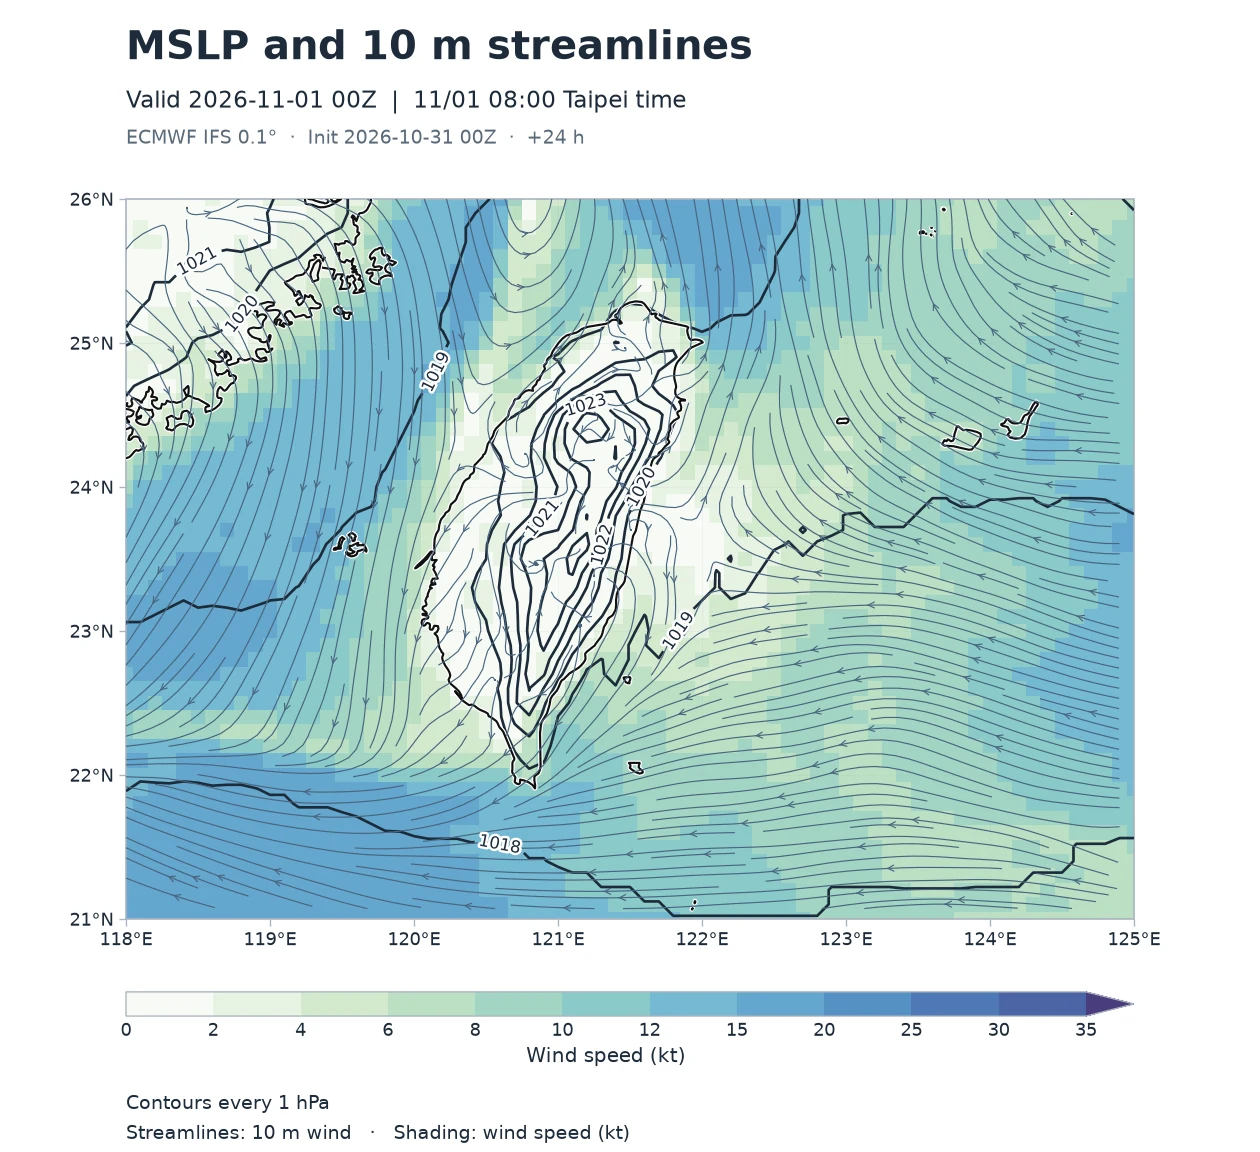 MSLP and 10 m streamlines
Valid 2026-11-01 00Z | 11/01 08:00 Taipei time
ECMWF IFS 0.1° · Init 2026-10-31 00Z · +24 h
26°N
25°N
24°N
23°N
22°N
21°N
1021
1020
1019
1023
1020
1021
1022
1019
1018
118°E 119°E 120°E 121°E 122°E 123°E 124°E 125°E
0 2 4 6 8 10 12 15 20 25 30 35
Wind speed (kt)
Contours every 1 hPa
Streamlines: 10 m wind · Shading: wind speed (kt)